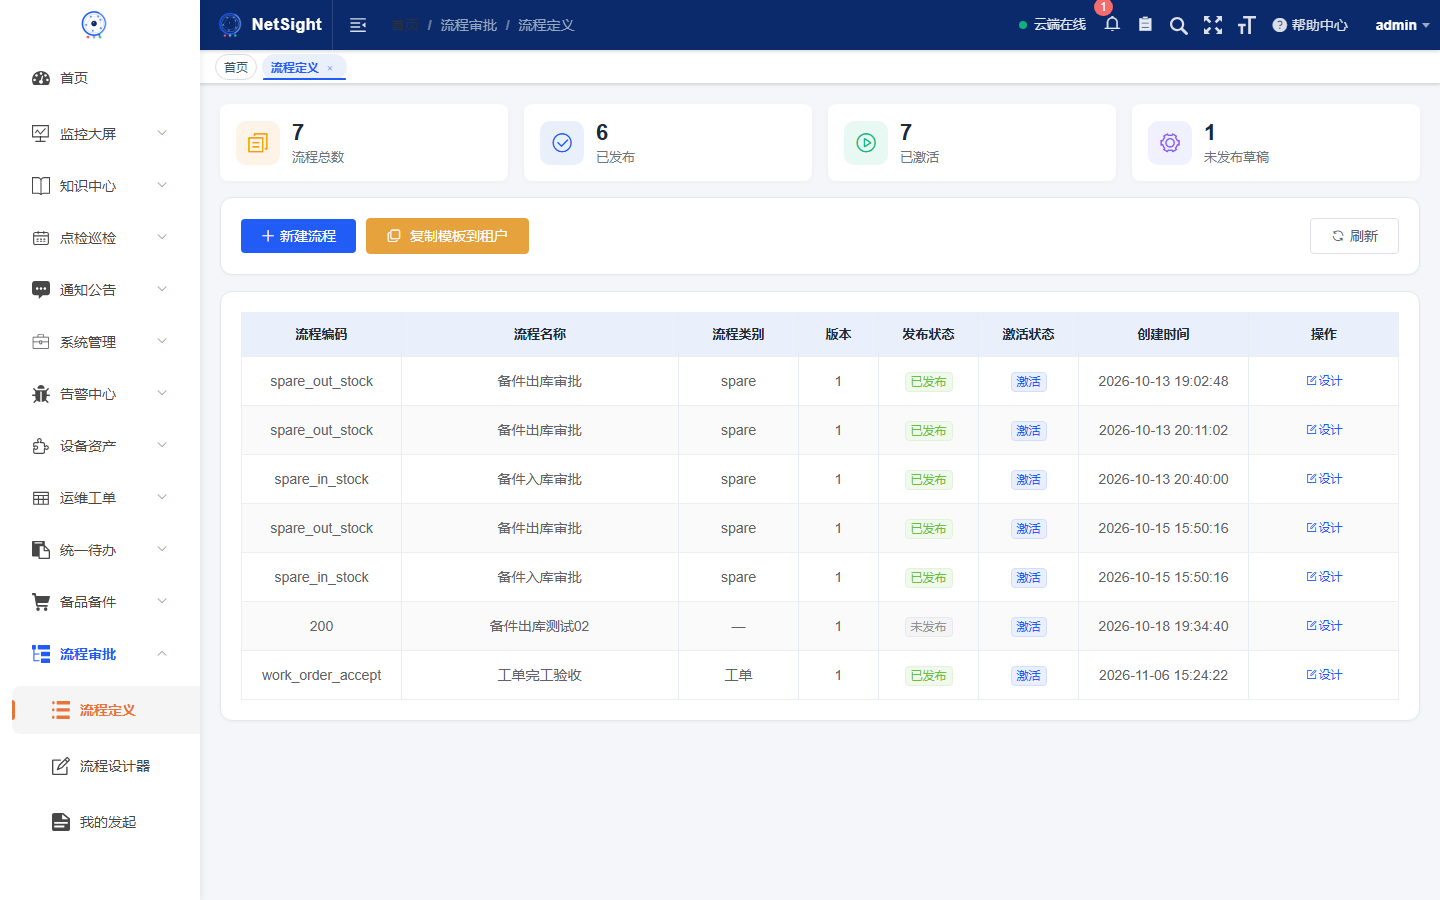 NetSight
首页 / 流程审批 / 流程定义
云端在线
1
帮助中心
admin
首页
监控大屏
知识中心
点检巡检
通知公告
系统管理
告警中心
设备资产
运维工单
统一待办
备品备件
流程审批
流程定义
流程设计器
我的发起
首页
流程定义 ×
7
流程总数
6
已发布
7
已激活
1
未发布草稿
新建流程
复制模板到租户
刷新
流程编码 流程名称 流程类别 版本 发布状态 激活状态 创建时间 操作
spare_out_stock 备件出库审批 spare 1 已发布 激活 2026-10-13 19:02:48 设计
spare_out_stock 备件出库审批 spare 1 已发布 激活 2026-10-13 20:11:02 设计
spare_in_stock 备件入库审批 spare 1 已发布 激活 2026-10-13 20:40:00 设计
spare_out_stock 备件出库审批 spare 1 已发布 激活 2026-10-15 15:50:16 设计
spare_in_stock 备件入库审批 spare 1 已发布 激活 2026-10-15 15:50:16 设计
200 备件出库测试02 — 1 未发布 激活 2026-10-18 19:34:40 设计
work_order_accept 工单完工验收 工单 1 已发布 激活 2026-11-06 15:24:22 设计